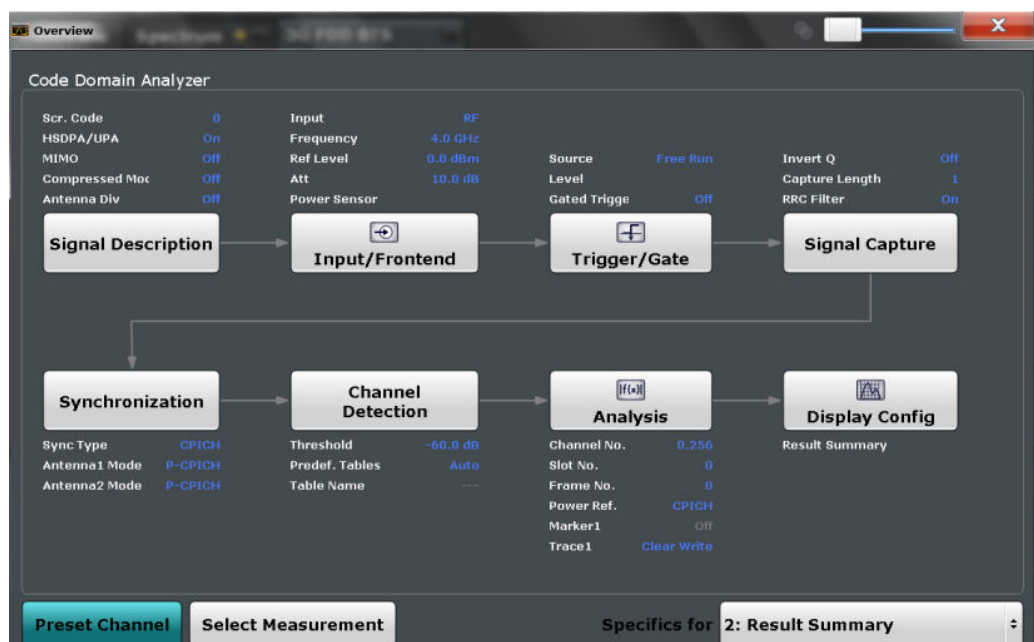 Overview
Spectrum
3G FDD BTS
Code Domain Analyzer
Scr. Code 0
HSDPA/UPA On
MIMO Off
Compressed Moc Off
Antenna Div Off
Signal Description
Input RF
Frequency 4.0 GHz
Ref Level 0.0 dBm
Att 10.0 dB
Power Sensor
Input/Frontend
Source Free Run
Level
Gated Trigge Off
Trigger/Gate
Invert Q Off
Capture Length 1
RRC Filter On
Signal Capture
Synchronization
Sync Type CPICH
Antenna1 Mode P-CPICH
Antenna2 Mode P-CPICH
Channel
Detection
Threshold -60.0 dB
Predef. Tables Auto
Table Name ---
|f(x)|
Analysis
Channel No. 0.256
Slot No. 0
Frame No. 0
Power Ref. CPICH
Marker1 Off
Trace1 Clear Write
Display Config
Result Summary
Preset Channel
Select Measurement
Specifics for 2: Result Summary